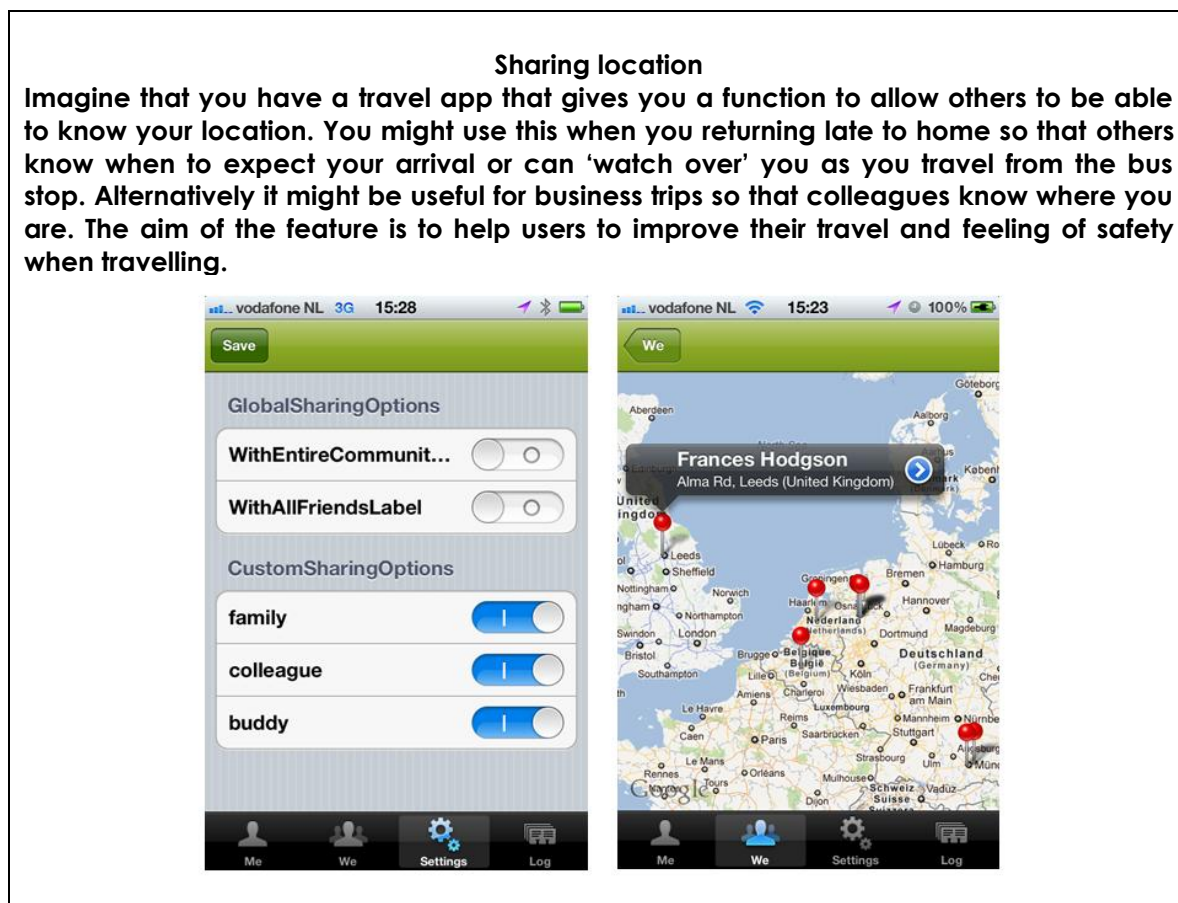 Sharing location
Imagine that you have a travel app that gives you a function to allow others to be able
to know your location. You might use this when you returning late to home so that others
know when to expect your arrival or can ‘watch over’ you as you travel from the bus
stop. Alternatively it might be useful for business trips so that colleagues know where you
are. The aim of the feature is to help users to improve their travel and feeling of safety
when travelling.
vodafone NL 3G 15:28
Save
GlobalSharingOptions
WithEntireCommunit...
WithAllFriendsLabel
CustomSharingOptions
family
colleague
buddy
Me We Settings Log
vodafone NL 15:23 100%
We
Göteborg
Aberdeen
Aalborg
Frances Hodgson
Alma Rd, Leeds (United Kingdom)
United
Leeds
Sheffield
Lübeck
Hamburg
Bremen
Nottingham
Norwich
Northampton
Hannover
Nederland
(Netherlands)
Swindon
London
Dortmund
Magdeburg
Bristol
Southampton
Brugge
Belgique
België
(Belgium)
Deutschland
(Germany)
Lille
Köln
Amiens
Charleroi
Wiesbaden
Frankfurt
am Main
Le Havre
Luxembourg
Caen
Reims
Mannheim
Paris
Saarbrücken
Stuttgart
Strasbourg
Ulm
Le Mans
Rennes
Orléans
Tours
Mulhouse
Schweiz
Vaduz
Suisse
Dijon
Google
Me We Settings Log